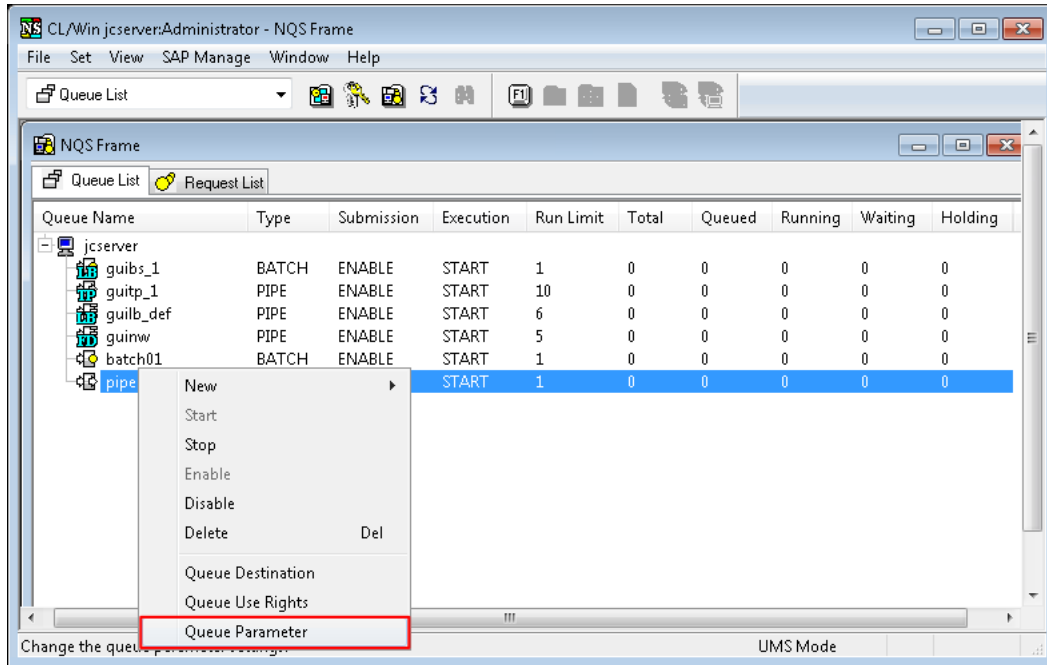 CL/Win jcserver:Administrator - NQS Frame
File Set View SAP Manage Window Help
Queue List
F1
NQS Frame
Queue List Request List
Queue Name Type Submission Execution Run Limit Total Queued Running Waiting Holding
jcserver
guibs_1 BATCH ENABLE START 1 0 0 0 0 0
guitp_1 PIPE ENABLE START 10 0 0 0 0 0
guilb_def PIPE ENABLE START 6 0 0 0 0 0
guinw PIPE ENABLE START 5 0 0 0 0 0
batch01 BATCH ENABLE START 1 0 0 0 0 0
pipe START 1 0 0 0 0 0
New
Start
Stop
Enable
Disable
Delete Del
Queue Destination
Queue Use Rights
Queue Parameter
Change the UMS Mode